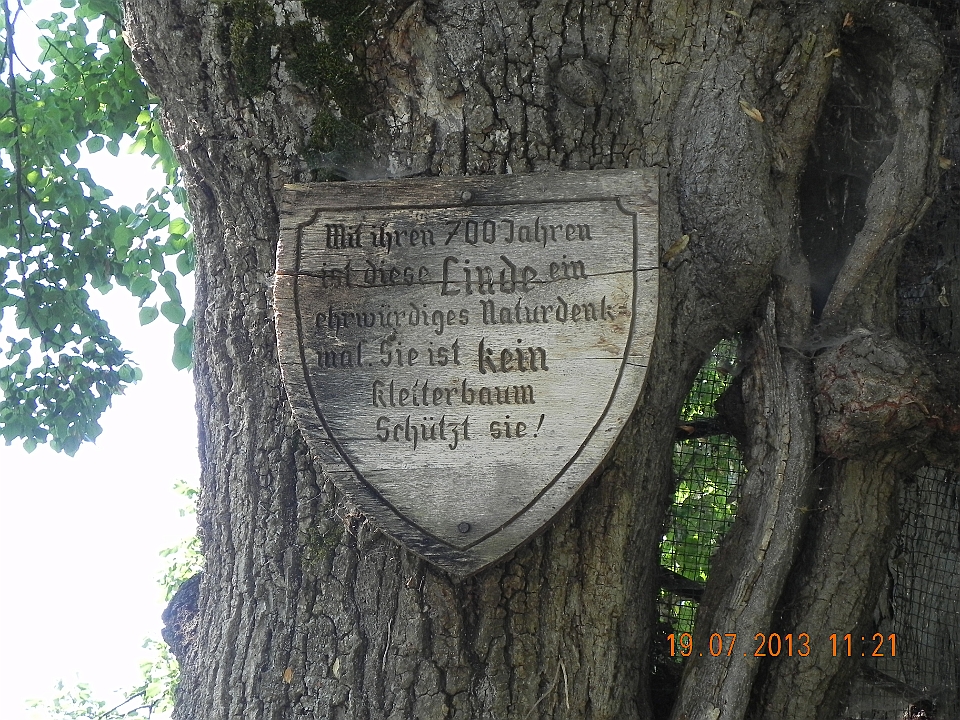 Mit ihren 700 Jahren
ist diese Linde ein
ehrwürdiges Naturdenk-
mal. Sie ist kein
Kletterbaum
Schützt sie!
19.07.2013 11:21